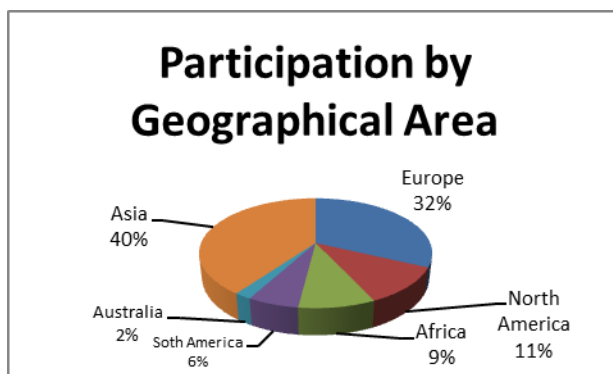 Participation by
Geographical Area
Europe
32%
Asia
40%
North
America
11%
Australia
2%
Soth America
6%
Africa
9%